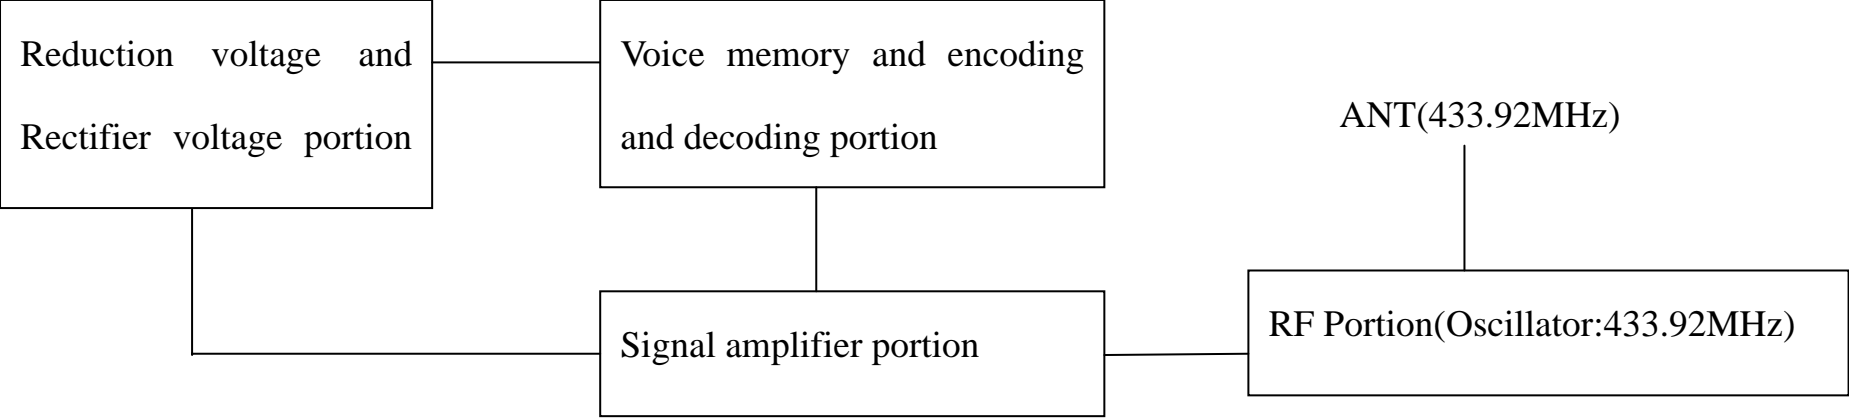 Reduction voltage and
Rectifier voltage portion
Voice memory and encoding
and decoding portion
ANT(433.92MHz)
RF Portion(Oscillator:433.92MHz)
Signal amplifier portion